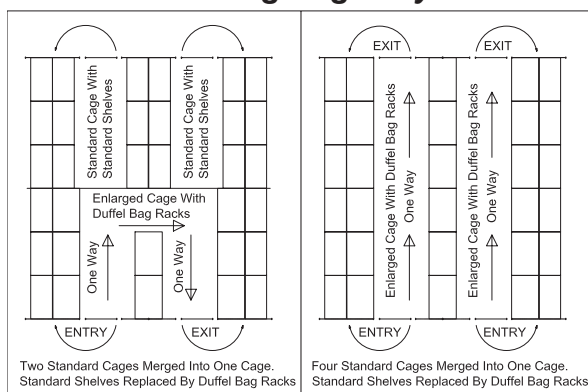 Standard Cage With
Standard Shelves
Standard Cage With
Standard Shelves
Enlarged Cage With
Duffel Bag Racks
One Way
One Way
ENTRY
EXIT
Two Standard Cages Merged Into One Cage.
Standard Shelves Replaced By Duffel Bag Racks
EXIT
EXIT
Enlarged Cage With Duffel Bag Racks
One Way
Enlarged Cage With Duffel Bag Racks
One Way
ENTRY
ENTRY
Four Standard Cages Merged Into One Cage.
Standard Shelves Replaced By Duffel Bag Racks